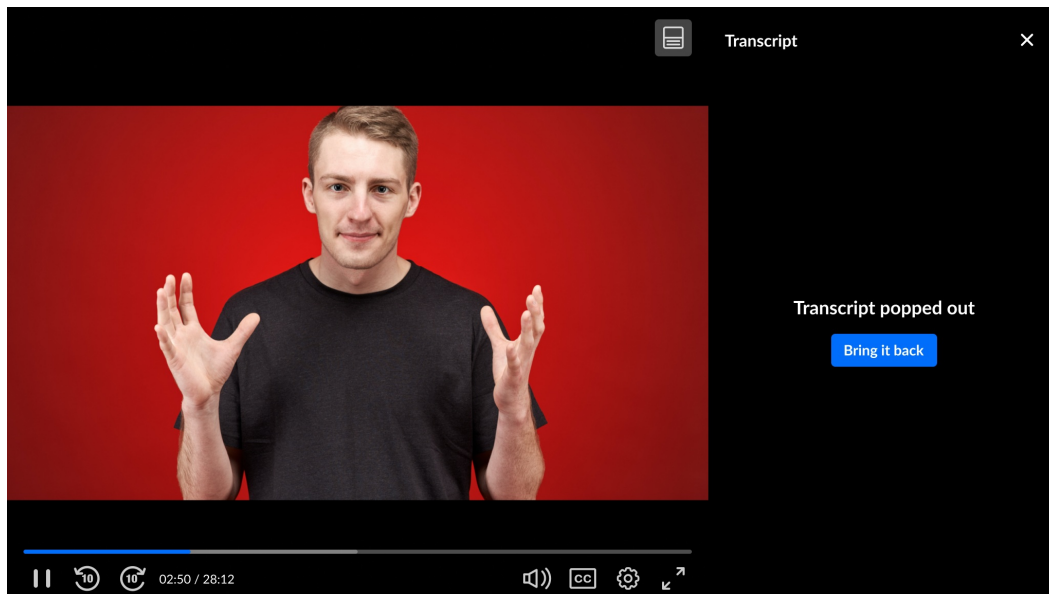 Transcript
Transcript popped out
Bring it back
10
10
02:50 / 28:12
CC